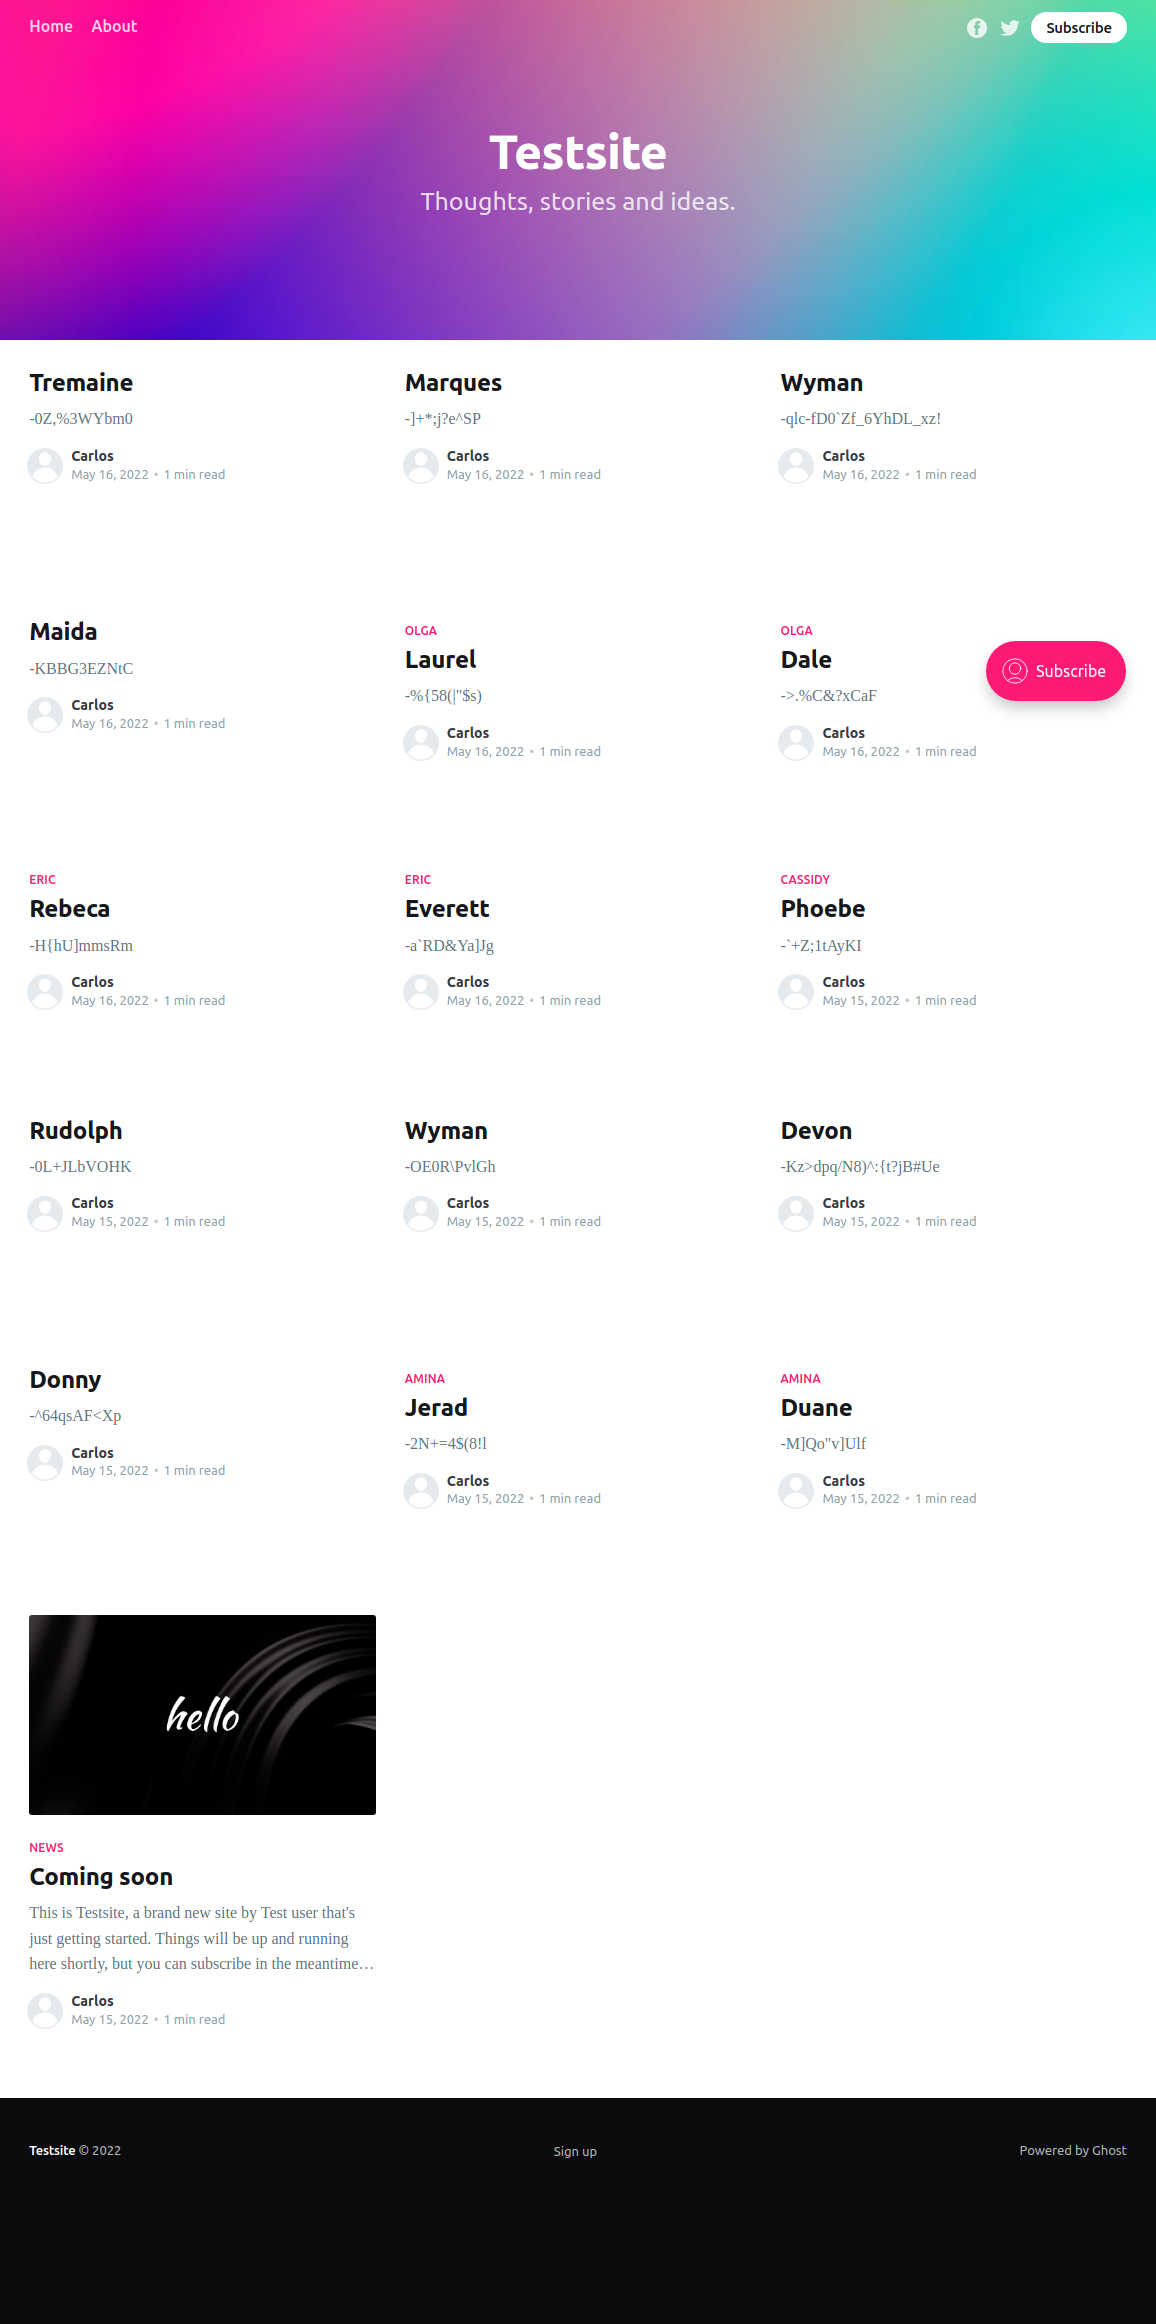 Home About
Subscribe
Testsite
Thoughts, stories and ideas.
Tremaine
-0Z,%3WYbm0
Carlos
May 16, 2022 • 1 min read
Marques
-]+*;j?e^SP
Carlos
May 16, 2022 • 1 min read
Wyman
-qlc-fD0`Zf_6YhDL_xz!
Carlos
May 16, 2022 • 1 min read
Maida
-KBBG3EZNtC
Carlos
May 16, 2022 • 1 min read
OLGA
Laurel
-%{58(|"$s)
Carlos
May 16, 2022 • 1 min read
OLGA
Dale
->.%C&?xCaF
Carlos
May 16, 2022 • 1 min read
Subscribe
ERIC
Rebeca
-H{hU]mmsRm
Carlos
May 16, 2022 • 1 min read
ERIC
Everett
-a`RD&Ya]Jg
Carlos
May 16, 2022 • 1 min read
CASSIDY
Phoebe
-`+Z;1tAyKI
Carlos
May 15, 2022 • 1 min read
Rudolph
-0L+JLbVOHK
Carlos
May 15, 2022 • 1 min read
Wyman
-OE0R\PvlGh
Carlos
May 15, 2022 • 1 min read
Devon
-Kz>dpq/N8)^:{t?jB#Ue
Carlos
May 15, 2022 • 1 min read
Donny
-^64qsAF<Xp
Carlos
May 15, 2022 • 1 min read
AMINA
Jerad
-2N+=4$(8!l
Carlos
May 15, 2022 • 1 min read
AMINA
Duane
-M]Qo"v]Ulf
Carlos
May 15, 2022 • 1 min read
hello
NEWS
Coming soon
This is Testsite, a brand new site by Test user that's
just getting started. Things will be up and running
here shortly, but you can subscribe in the meantime…
Carlos
May 15, 2022 • 1 min read
Testsite © 2022
Sign up
Powered by Ghost